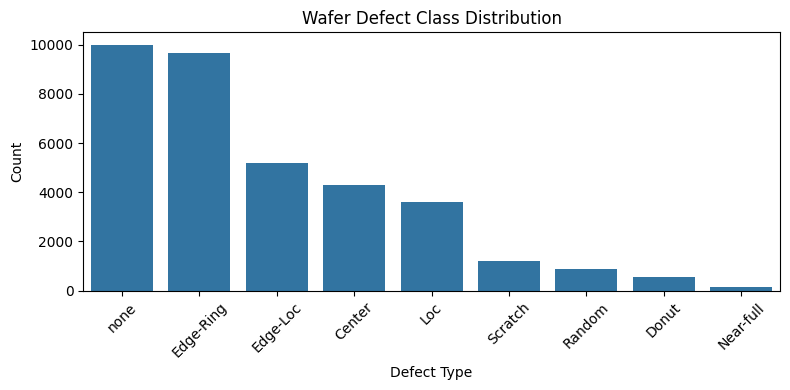 Wafer Defect Class Distribution
Count
10000
8000
6000
4000
2000
0
none
Edge-Ring
Edge-Loc
Center
Loc
Scratch
Random
Donut
Near-full
Defect Type